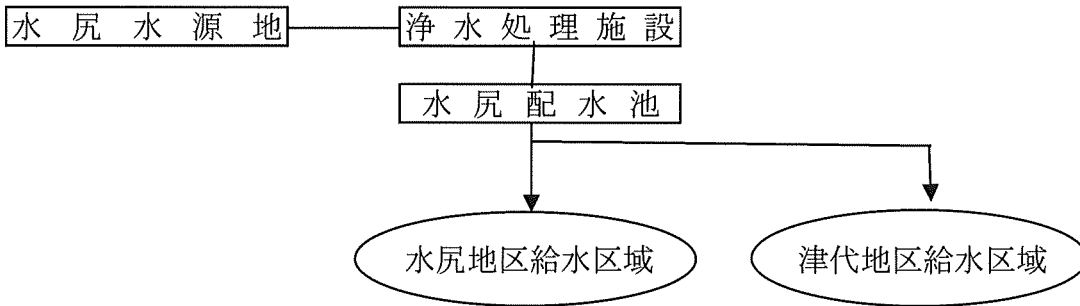 水尻水源地
浄水処理施設
水尻配水池
水尻地区給水区域
津代地区給水区域